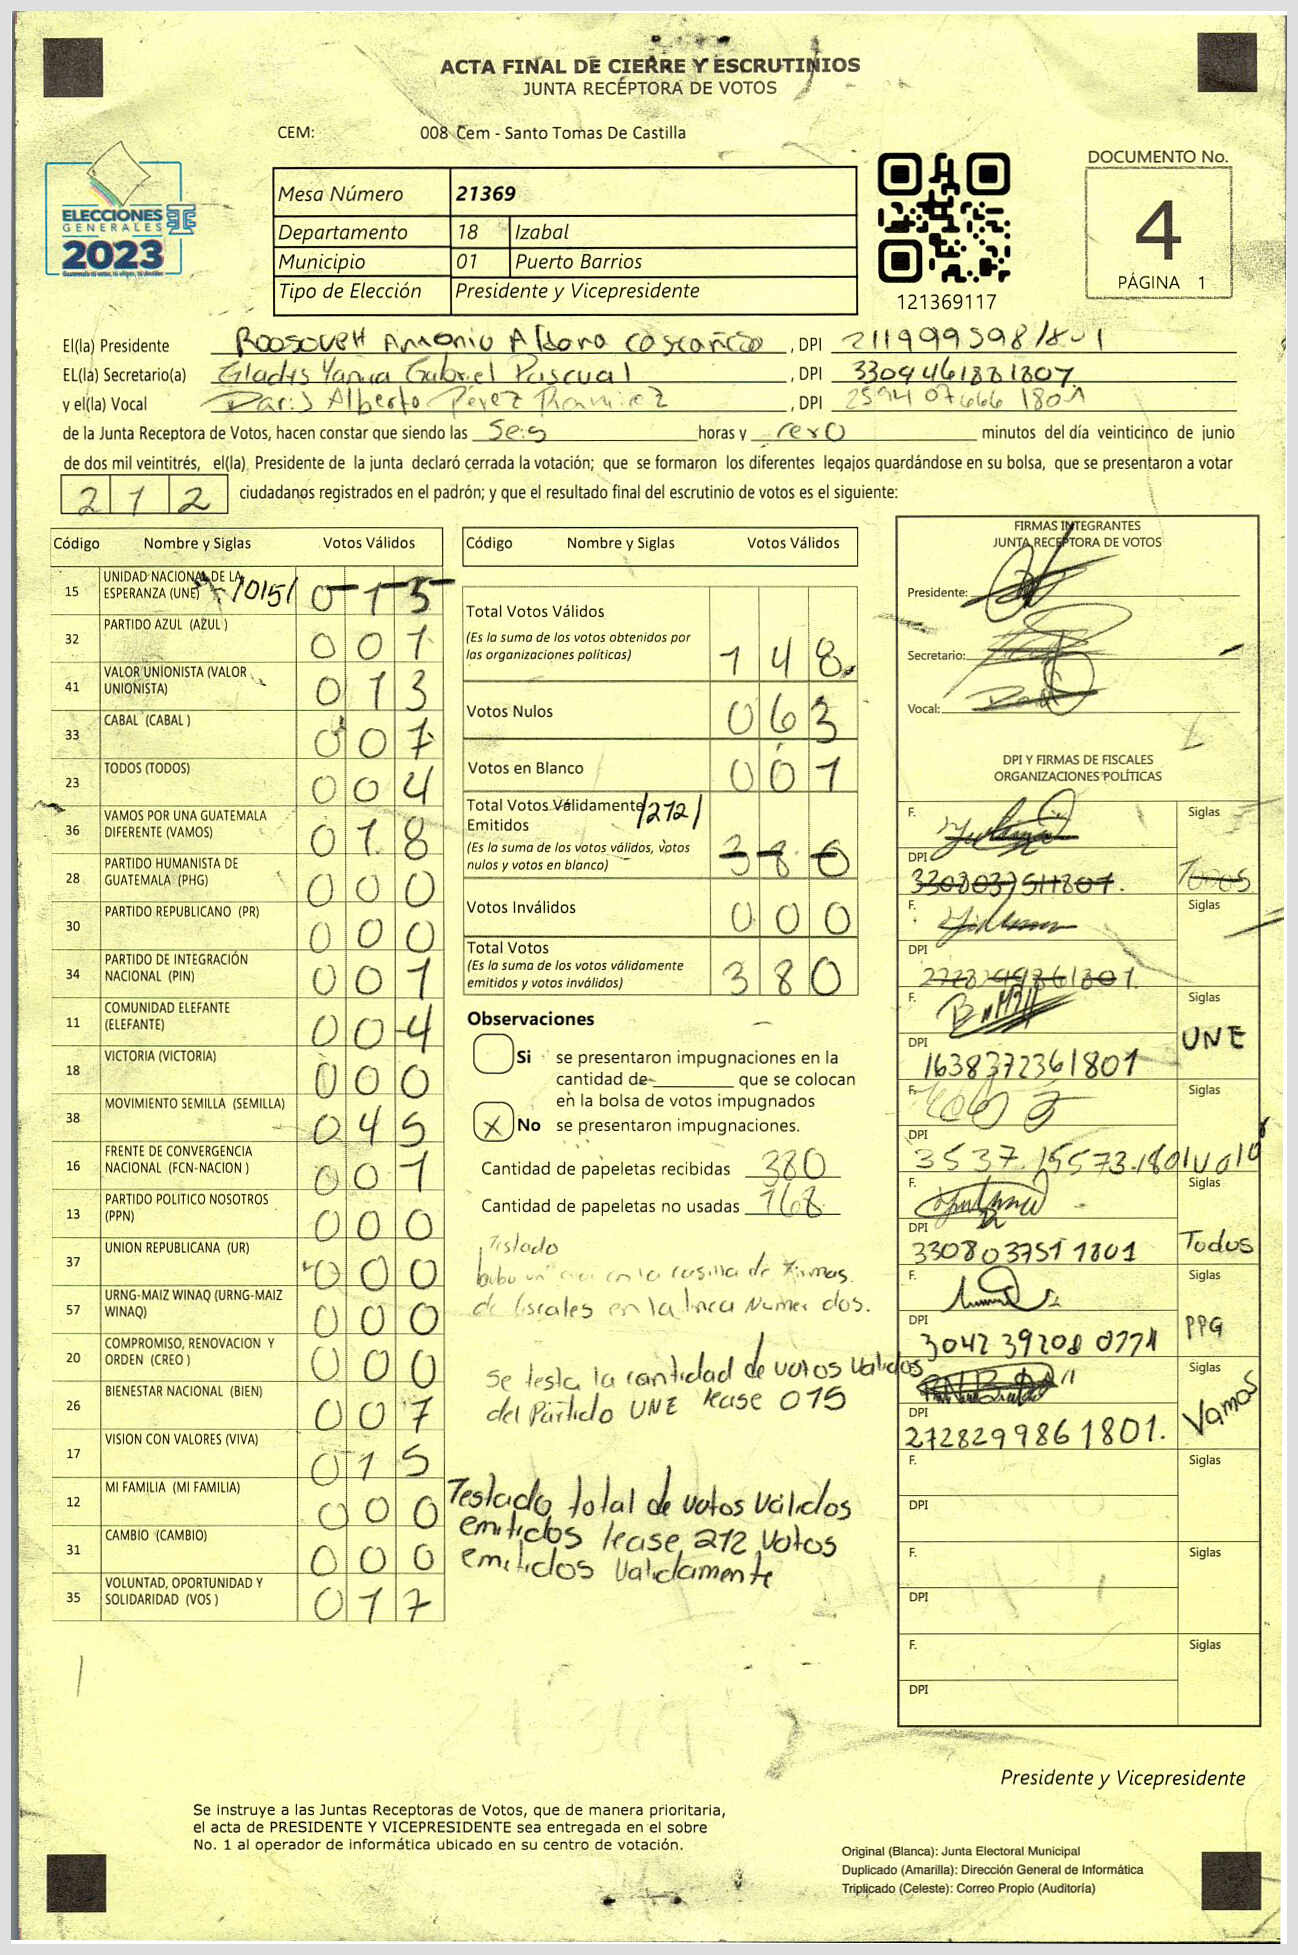 ACTA FINAL DE CIERRE Y ESCRUTINIOS
JUNTA RECEPTORA DE VOTOS
CEM: 008 Cem - Santo Tomas De Castilla
DOCUMENTO No.
4
PÁGINA 1
ELECCIONES
GENERALES
2023
Mesa Número 21369
Departamento 18 Izabal
Municipio 01 Puerto Barrios
Tipo de Elección Presidente y Vicepresidente
121369117
El(la) Presidente Antonio Aldana , DPI
EL(la) Secretario(a) Gladis Gabriel Pascual , DPI 3309461881807
y el(la) Vocal Alberto Pérez Ramirez , DPI
de la Junta Receptora de Votos, hacen constar que siendo las Seis horas y cero minutos del día veinticinco de junio
de dos mil veintitrés, el(la) Presidente de la junta declaró cerrada la votación; que se formaron los diferentes legajos guardándose en su bolsa, que se presentaron a votar
212 ciudadanos registrados en el padrón; y que el resultado final del escrutinio de votos es el siguiente:
Código Nombre y Siglas Votos Válidos
15 UNIDAD NACIONAL DE LA ESPERANZA (UNE) /015/ 0 1 5
32 PARTIDO AZUL (AZUL ) 0 0 1
41 VALOR UNIONISTA (VALOR UNIONISTA) 0 1 3
33 CABAL (CABAL ) 0 0 7
23 TODOS (TODOS) 0 0 4
36 VAMOS POR UNA GUATEMALA DIFERENTE (VAMOS) 0 1 8
28 PARTIDO HUMANISTA DE GUATEMALA (PHG) 0 0 0
30 PARTIDO REPUBLICANO (PR) 0 0 0
34 PARTIDO DE INTEGRACIÓN NACIONAL (PIN) 0 0 1
11 COMUNIDAD ELEFANTE (ELEFANTE) 0 0 4
18 VICTORIA (VICTORIA) 0 0 0
38 MOVIMIENTO SEMILLA (SEMILLA) 0 4 5
16 FRENTE DE CONVERGENCIA NACIONAL (FCN-NACION ) 0 0 1
13 PARTIDO POLITICO NOSOTROS (PPN) 0 0 0
37 UNION REPUBLICANA (UR) 0 0 0
57 URNG-MAIZ WINAQ (URNG-MAIZ WINAQ) 0 0 0
20 COMPROMISO, RENOVACION Y ORDEN (CREO ) 0 0 0
26 BIENESTAR NACIONAL (BIEN) 0 0 7
17 VISION CON VALORES (VIVA) 0 1 5
12 MI FAMILIA (MI FAMILIA) 0 0 0
31 CAMBIO (CAMBIO) 0 0 0
35 VOLUNTAD, OPORTUNIDAD Y SOLIDARIDAD (VOS ) 0 1 7
Código Nombre y Siglas Votos Válidos
Total Votos Válidos 1 4 8
(Es la suma de los votos obtenidos por
las organizaciones políticas)
Votos Nulos 0 6 3
Votos en Blanco 0 0 1
Total Votos Válidamente /212/
Emitidos
(Es la suma de los votos válidos, votos
nulos y votos en blanco) 3 8 0
Votos Inválidos 0 0 0
Total Votos 3 8 0
(Es la suma de los votos válidamente
emitidos y votos inválidos)
Observaciones
Si se presentaron impugnaciones en la
cantidad de ________ que se colocan
en la bolsa de votos impugnados
X No se presentaron impugnaciones.
Cantidad de papeletas recibidas 380
Cantidad de papeletas no usadas 168
Testado
hubo en la casilla de firmas
de fiscales en la linea numer dos.
Se testa la cantidad de votos validos
del Partido UNE lease 015
Testado total de votos válidos
emitidos lease 212 votos
emitidos validamente
FIRMAS INTEGRANTES
JUNTA RECEPTORA DE VOTOS
Presidente:
Secretario:
Vocal:
DPI Y FIRMAS DE FISCALES
ORGANIZACIONES POLÍTICAS
F. Siglas
DPI 3308037511801. Todos
F. Siglas
DPI 2728299861801.
F. Siglas
DPI 1638372361801 UNE
F. Siglas
DPI 3537 15573 1801 Valor
F. Siglas
DPI 3308037511801 Todos
F. Siglas
DPI 3042 39208 0771 PPG
F. Siglas
DPI 2728299861801. Vamos
F. Siglas
DPI
F. Siglas
DPI
F. Siglas
DPI
Presidente y Vicepresidente
Se instruye a las Juntas Receptoras de Votos, que de manera prioritaria,
el acta de PRESIDENTE Y VICEPRESIDENTE sea entregada en el sobre
No. 1 al operador de informática ubicado en su centro de votación.
Original (Blanca): Junta Electoral Municipal
Duplicado (Amarilla): Dirección General de Informática
Triplicado (Celeste): Correo Propio (Auditoría)